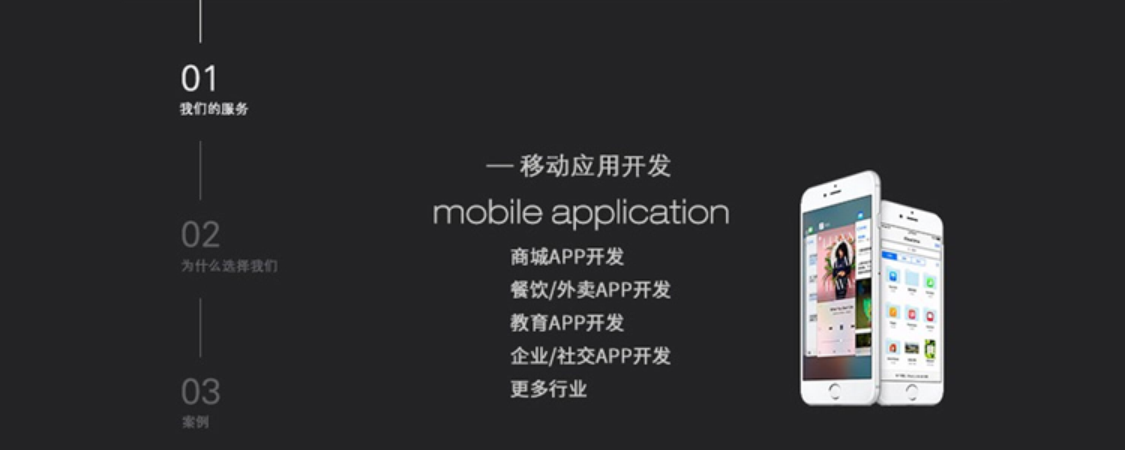 01
我们的服务
02
为什么选择我们
03
案例
— 移动应用开发
mobile application
商城APP开发
餐饮/外卖APP开发
教育APP开发
企业/社交APP开发
更多行业